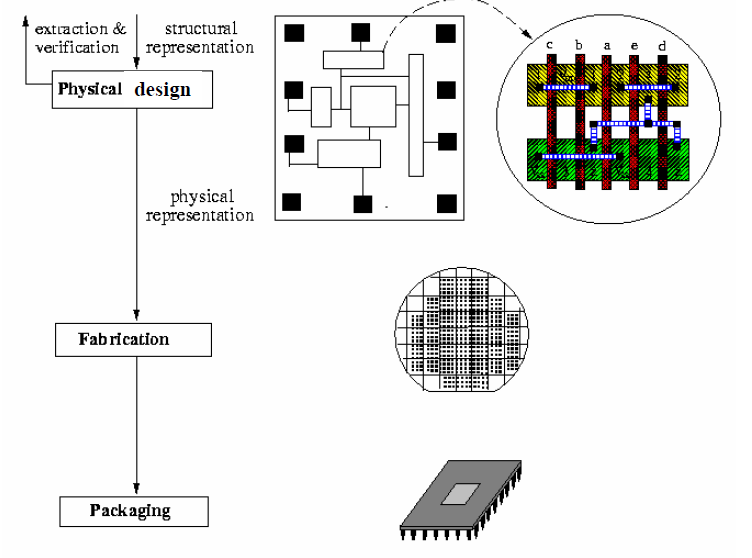 extraction &
verification
structural
representation
Physical design
c b a e d
physical
representation
Fabrication
Packaging